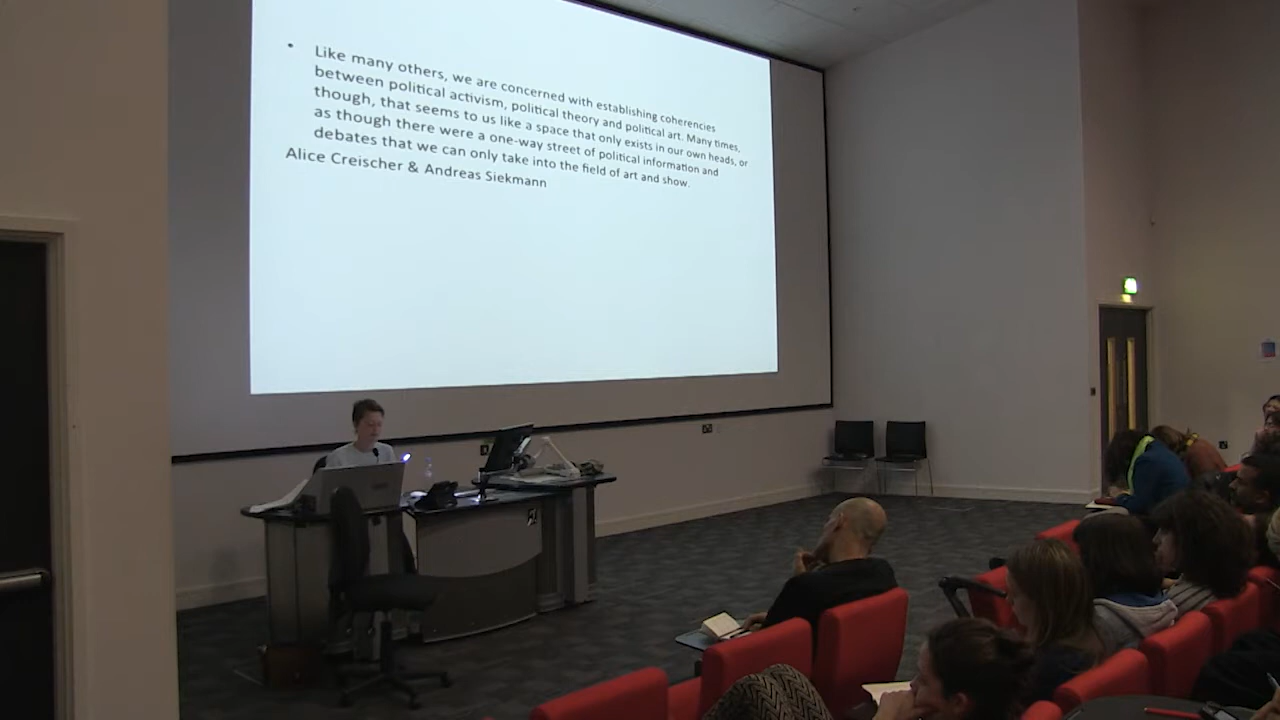 • Like many others, we are concerned with establishing coherencies
between political activism, political theory and political art. Many times,
though, that seems to us like a space that only exists in our own heads, or
as though there were a one-way street of political information and
debates that we can only take into the field of art and show.
Alice Creischer & Andreas Siekmann